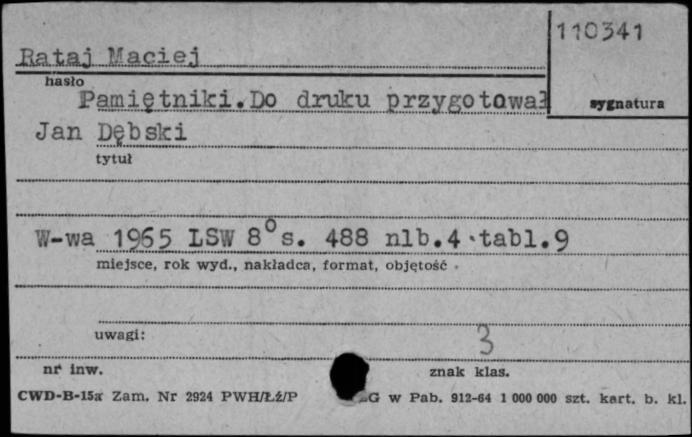 110341
Rataj Maciej
hasło
Pamiętniki.Do druku przygotował
sygnatura
Jan Dębski
tytuł
W-wa 1965 LSW 8° s. 488 nlb.4 tabl.9
miejsce, rok wyd., nakładca, format, objętość
uwagi:
3
nr inw.
znak klas.
CWD-B-15a Zam. Nr 2924 PWH/Łź/P
w Pab. 912-64 1 000 000 szt. kart. b. kl.